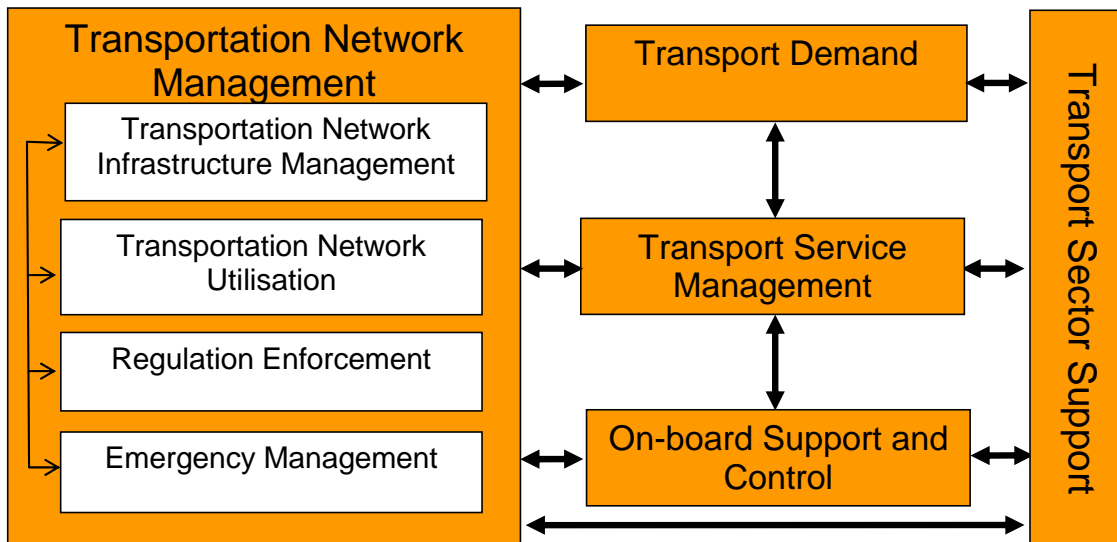 Transportation Network
Management
Transportation Network
Infrastructure Management
Transportation Network
Utilisation
Regulation Enforcement
Emergency Management
Transport Demand
Transport Service
Management
On-board Support and
Control
Transport Sector Support